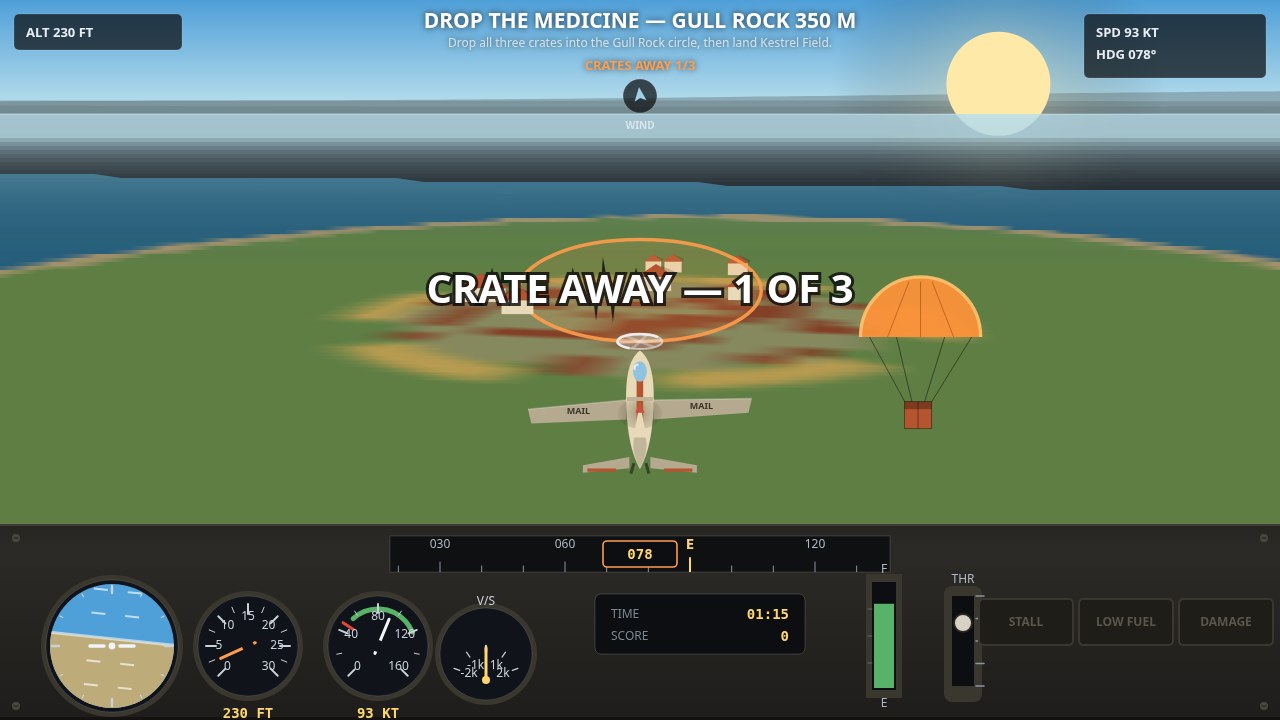 ALT 230 FT
DROP THE MEDICINE — GULL ROCK 350 M
Drop all three crates into the Gull Rock circle, then land Kestrel Field.
CRATES AWAY 1/3
WIND
SPD 93 KT
HDG 078°
CRATE AWAY — 1 OF 3
MAIL
MAIL
030
060
078
E
120
0
5
10
15
20
25
30
230 FT
0
40
80
120
160
93 KT
V/S
-2k
-1k
1k
2k
TIME 01:15
SCORE 0
F
E
THR
STALL
LOW FUEL
DAMAGE